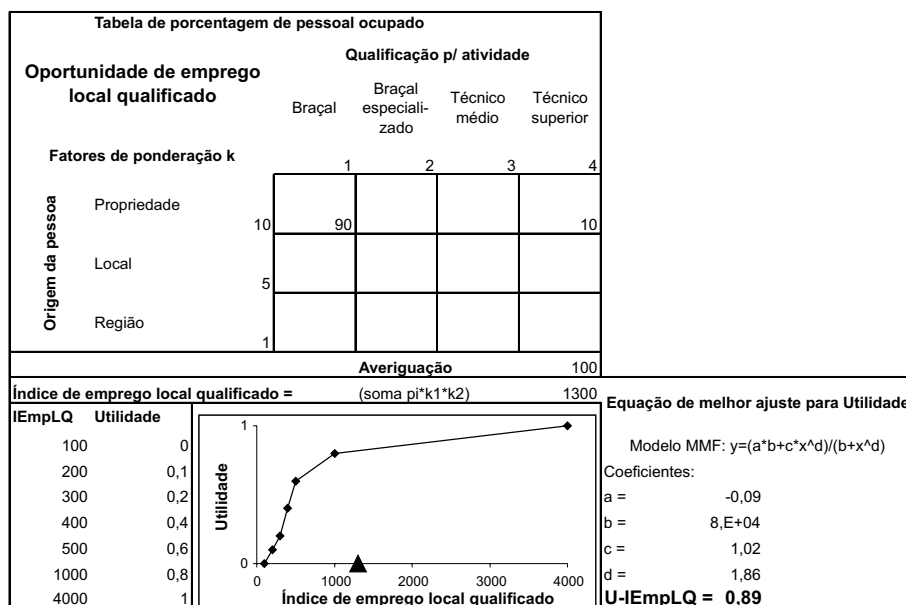 Tabela de porcentagem de pessoal ocupado
Oportunidade de emprego
local qualificado
Qualificação p/ atividade
Braçal
Braçal
especiali-
zado
Técnico
médio
Técnico
superior
Fatores de ponderação k
1 2 3 4
Origem da pessoa
Propriedade 10 90 10
Local 5
Região 1
Averiguação 100
Índice de emprego local qualificado = (soma pi*k1*k2) 1300
IEmpLQ Utilidade
100 0
200 0,1
300 0,2
400 0,4
500 0,6
1000 0,8
4000 1
Utilidade
1
0
0 1000 2000 3000 4000
Índice de emprego local qualificado
Equação de melhor ajuste para Utilidade
Modelo MMF: y=(a*b+c*x^d)/(b+x^d)
Coeficientes:
a = -0,09
b = 8,E+04
c = 1,02
d = 1,86
U-IEmpLQ = 0,89